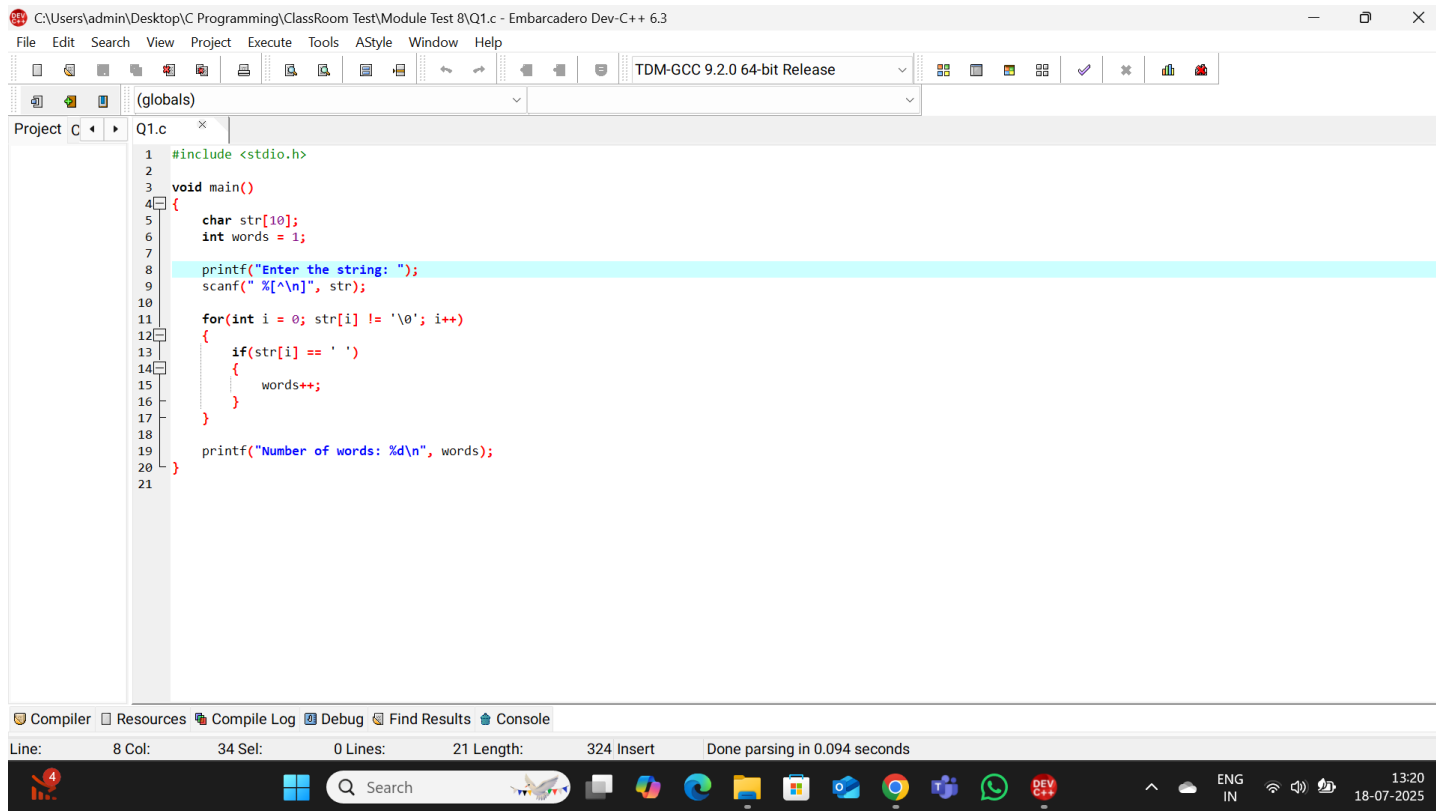 C:\Users\admin\Desktop\C Programming\ClassRoom Test\Module Test 8\Q1.c - Embarcadero Dev-C++ 6.3
File Edit Search View Project Execute Tools AStyle Window Help
TDM-GCC 9.2.0 64-bit Release
(globals)
Project C Q1.c
1 #include <stdio.h>
2
3 void main()
4 {
5     char str[10];
6     int words = 1;
7
8     printf("Enter the string: ");
9     scanf(" %[^\n]", str);
10
11     for(int i = 0; str[i] != '\0'; i++)
12     {
13         if(str[i] == ' ')
14         {
15             words++;
16         }
17     }
18
19     printf("Number of words: %d\n", words);
20 }
21
Compiler Resources Compile Log Debug Find Results Console
Line: 8 Col: 34 Sel: 0 Lines: 21 Length: 324 Insert Done parsing in 0.094 seconds
4 Search DEV C++ ENG IN 13:20 18-07-2025